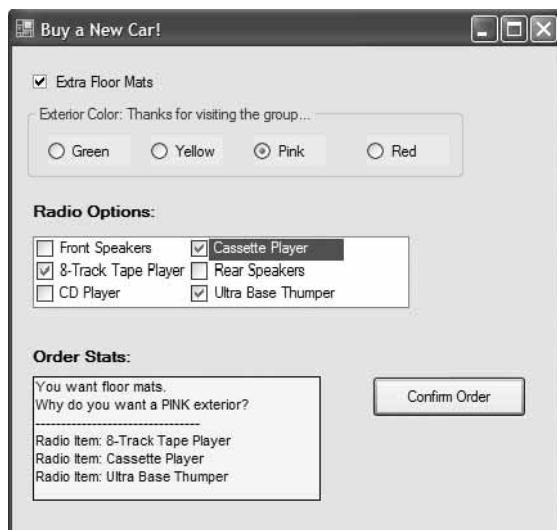 Buy a New Car!
Extra Floor Mats
Exterior Color: Thanks for visiting the group...
Green Yellow Pink Red
Radio Options:
Front Speakers Cassette Player
8-Track Tape Player Rear Speakers
CD Player Ultra Base Thumper
Order Stats:
You want floor mats.
Why do you want a PINK exterior?
Confirm Order
--------------------------------
Radio Item: 8-Track Tape Player
Radio Item: Cassette Player
Radio Item: Ultra Base Thumper